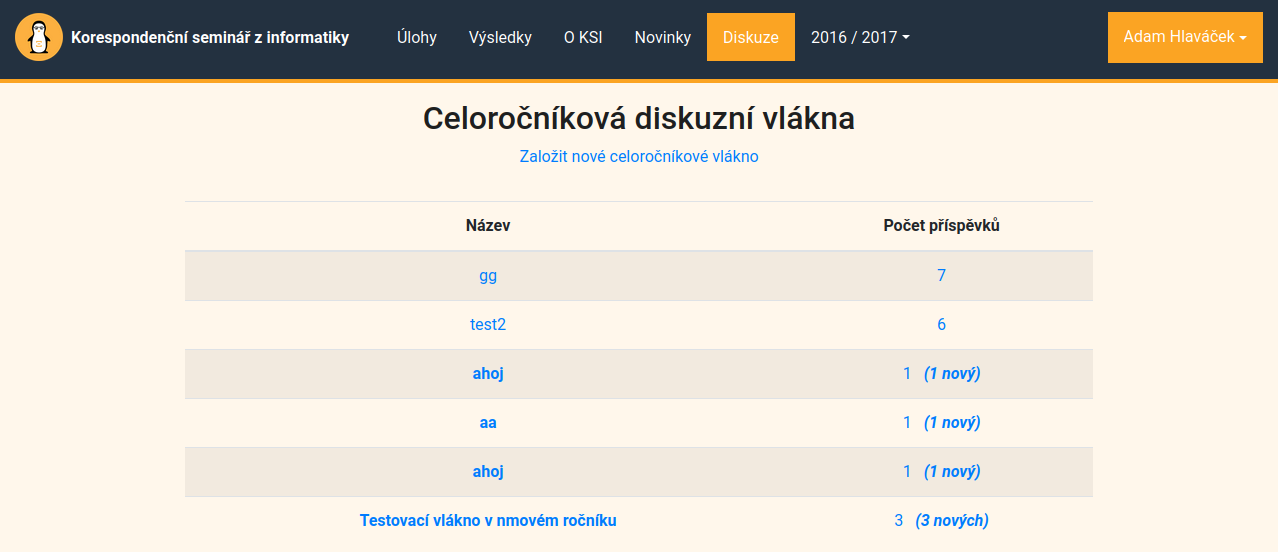 Korespondenční seminář z informatiky Úlohy Výsledky O KSI Novinky Diskuze 2016 / 2017 Adam Hlaváček
Celoročníková diskuzní vlákna
Založit nové celoročníkové vlákno
Název Počet příspěvků
gg 7
test2 6
ahoj 1 (1 nový)
aa 1 (1 nový)
ahoj 1 (1 nový)
Testovací vlákno v nmovém ročníku 3 (3 nových)